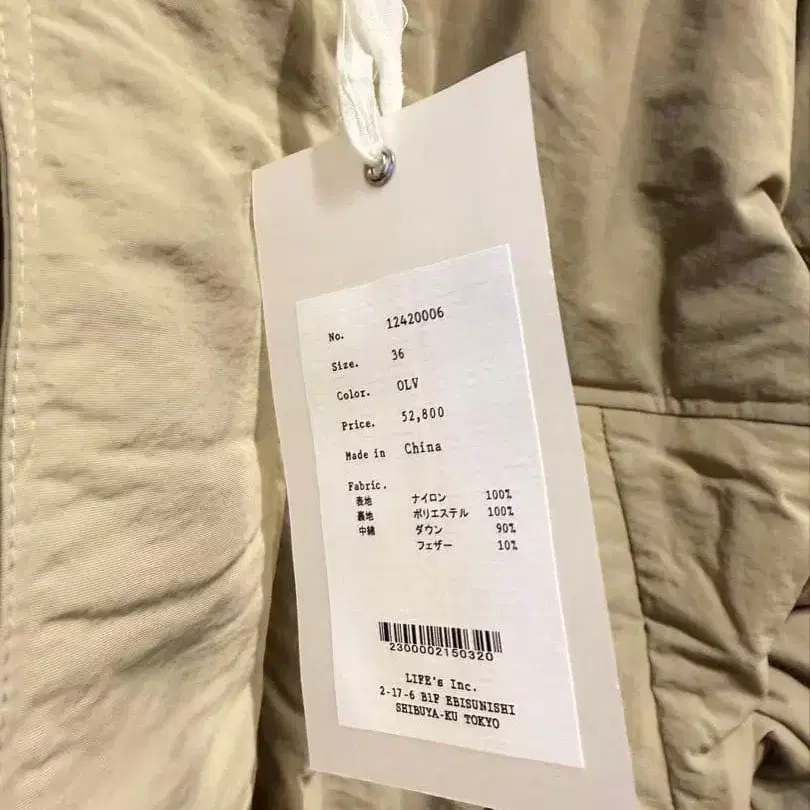 No. 12420006
Size. 36
Color. OLV
Price. 52,800
Made in China
Fabric.
表地 ナイロン 100%
裏地 ポリエステル 100%
中綿 ダウン 90%
フェザー 10%
2300002150320
LIFE's Inc.
2-17-6 B1F EBISUNISHI
SHIBUYA-KU TOKYO